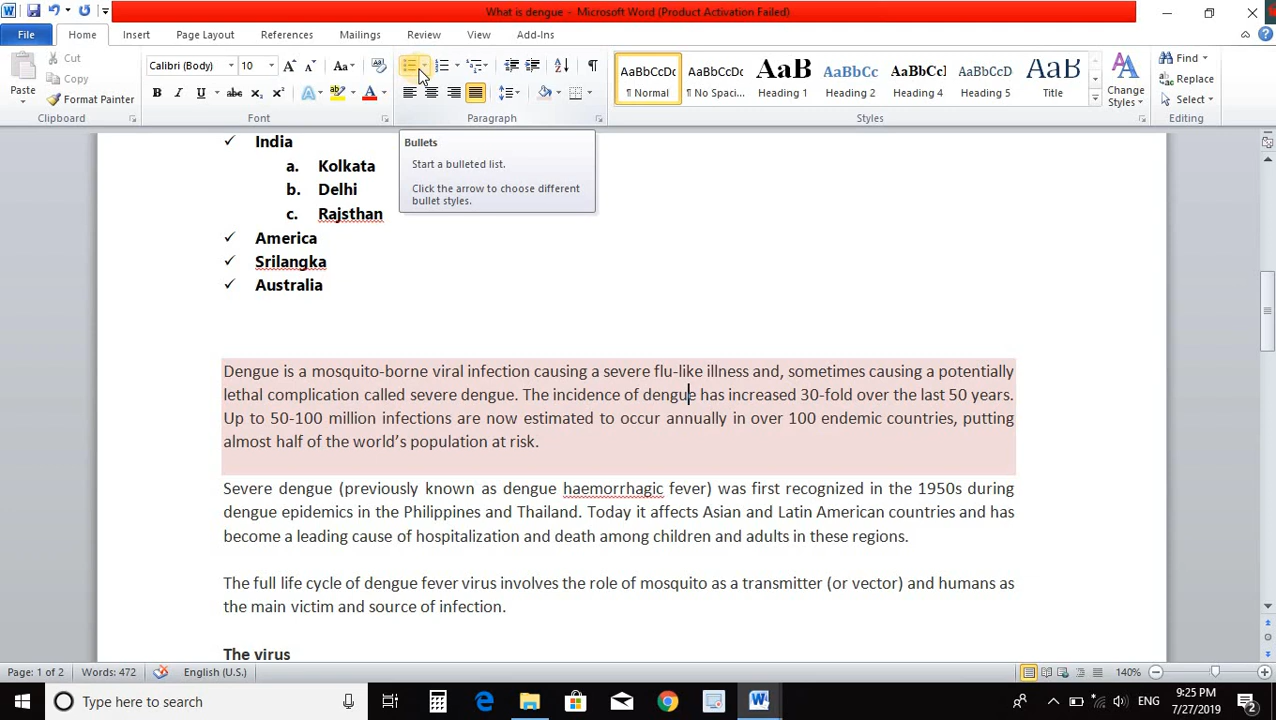 What is dengue - Microsoft Word (Product Activation Failed)
File Home Insert Page Layout References Mailings Review View Add-Ins
Cut
Copy
Format Painter
Paste
Clipboard
Calibri (Body) 10
Font
Paragraph
AaBbCcDc AaBbCcDc AaB AaBbCc AaBbCc AaBbCcDc
¶ Normal ¶ No Spaci... Heading 1 Heading 2 Heading 4 Heading 5
Change
Styles
Styles
Find
Replace
Select
Editing
Bullets
Start a bulleted list.
Click the arrow to choose different
bullet styles.
India
a. Kolkata
b. Delhi
c. Rajsthan
America
Srilangka
Australia
Dengue is a mosquito-borne viral infection causing a severe flu-like illness and, sometimes causing a potentially
lethal complication called severe dengue. The incidence of dengue has increased 30-fold over the last 50 years.
Up to 50-100 million infections are now estimated to occur annually in over 100 endemic countries, putting
almost half of the world’s population at risk.
Severe dengue (previously known as dengue haemorrhagic fever) was first recognized in the 1950s during
dengue epidemics in the Philippines and Thailand. Today it affects Asian and Latin American countries and has
become a leading cause of hospitalization and death among children and adults in these regions.
The full life cycle of dengue fever virus involves the role of mosquito as a transmitter (or vector) and humans as
the main victim and source of infection.
The virus
Page: 1 of 2 Words: 472 English (U.S.) 140%
Type here to search
ENG
9:25 PM
7/27/2019
2